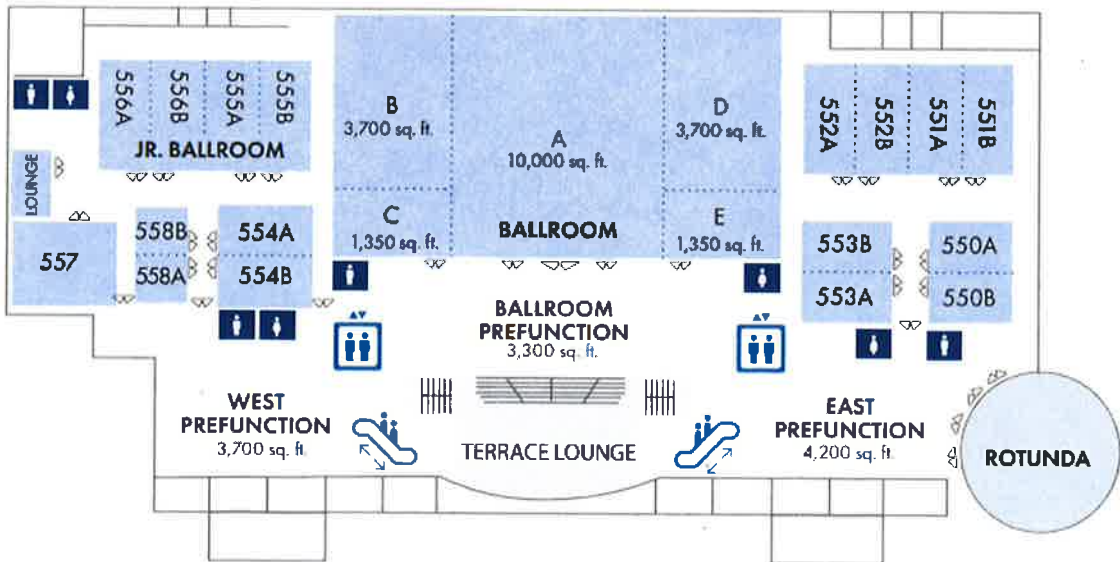 556A
556B
555A
555B
JR. BALLROOM
LOUNGE
557
558B
558A
554A
554B
B
3,700 sq. ft.
C
1,350 sq. ft.
A
10,000 sq. ft.
BALLROOM
D
3,700 sq. ft.
E
1,350 sq. ft.
552A
552B
551A
551B
553B
553A
550A
550B
BALLROOM
PREFUNCTION
3,300 sq. ft.
WEST
PREFUNCTION
3,700 sq. ft.
TERRACE LOUNGE
EAST
PREFUNCTION
4,200 sq. ft.
ROTUNDA